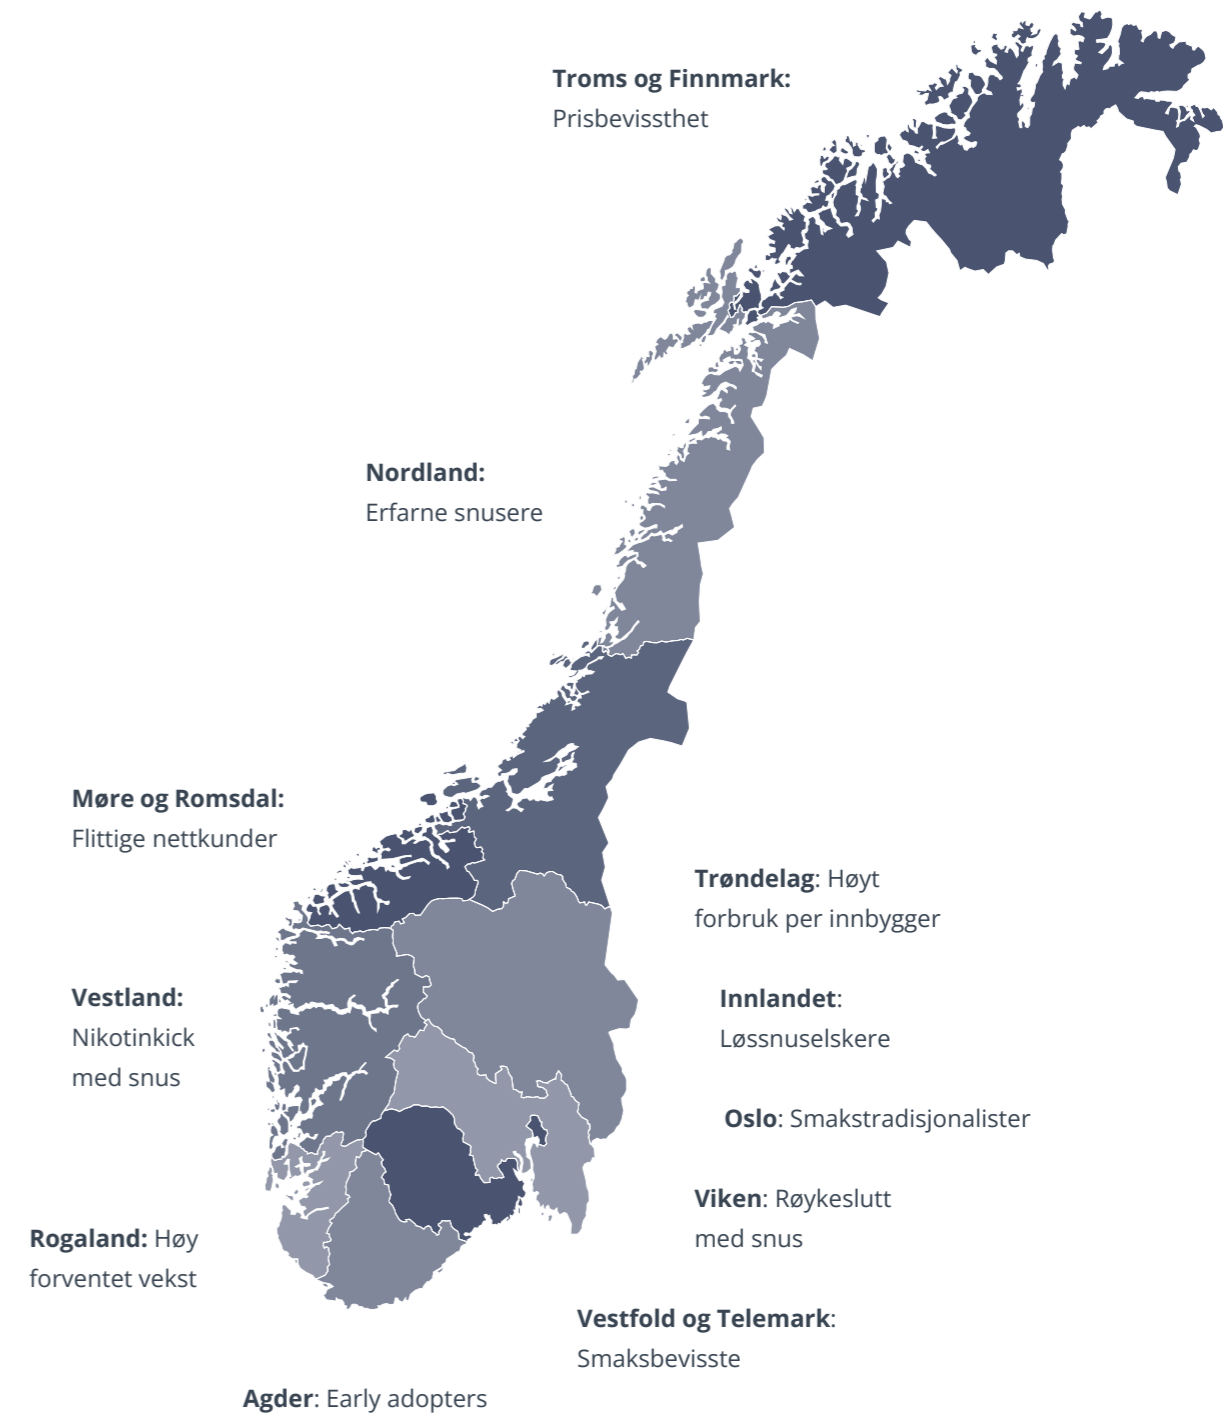 Troms og Finnmark:
Prisbevissthet
Nordland:
Erfarne snusere
Møre og Romsdal:
Flittige nettkunder
Trøndelag: Høyt
forbruk per innbygger
Vestland:
Nikotinkick
med snus
Innlandet:
Løssnuselskere
Oslo: Smakstradisjonalister
Viken: Røykeslutt
med snus
Rogaland: Høy
forventet vekst
Vestfold og Telemark:
Smaksbevisste
Agder: Early adopters